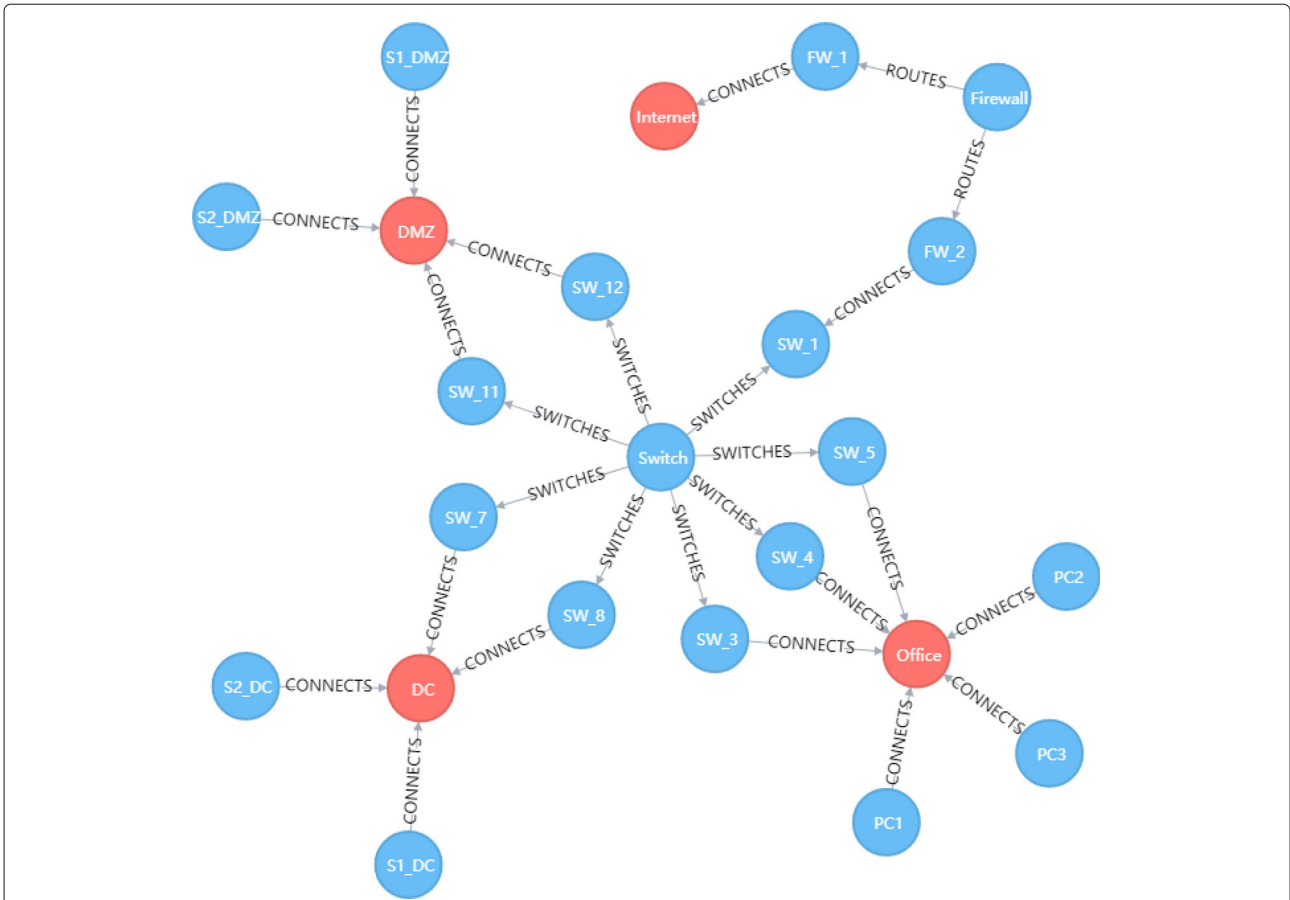 S1_DMZ
FW_1
ROUTES
CONNECTS
Firewall
Internet
CONNECTS
ROUTES
S2_DMZ
CONNECTS
DMZ
CONNECTS
FW_2
SW_12
CONNECTS
CONNECTS
SW_1
SWITCHES
SW_11
SWITCHES
SWITCHES
Switch
SWITCHES
SW_5
SWITCHES
SWITCHES
SW_7
SWITCHES
SWITCHES
CONNECTS
SW_4
CONNECTS
CONNECTS
PC2
SW_8
CONNECTS
CONNECTS
SW_3
CONNECTS
Office
S2_DC
CONNECTS
DC
CONNECTS
CONNECTS
PC3
CONNECTS
PC1
S1_DC